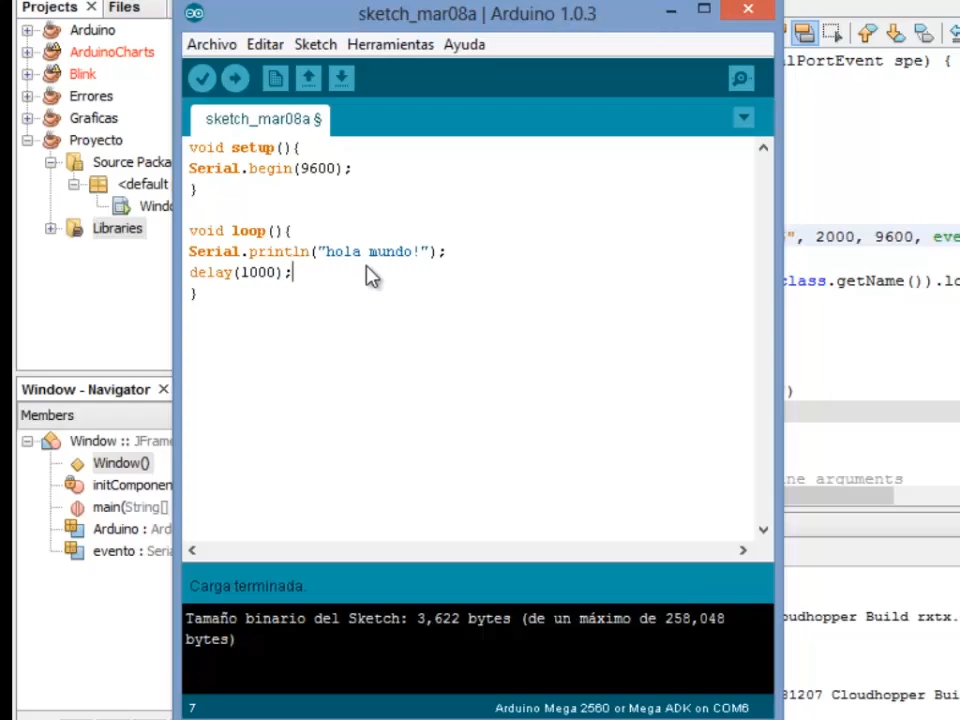 Projects
Files
Arduino
ArduinoCharts
Blink
Errores
Graficas
Proyecto
Source Packa
<default
Windo
Libraries
Window - Navigator
Members
Window :: JFrame
Window()
initComponen
main(String[]
Arduino : Ard
evento : Seria
sketch_mar08a | Arduino 1.0.3
Archivo Editar Sketch Herramientas Ayuda
sketch_mar08a §
void setup(){
Serial.begin(9600);
}
void loop(){
Serial.println("hola mundo!");
delay(1000);
}
Carga terminada.
Tamaño binario del Sketch: 3,622 bytes (de un máximo de 258,048
bytes)
7
Arduino Mega 2560 or Mega ADK on COM6
alPortEvent spe) {
", 2000, 9600, eve
class.getName()).lo
)
ne arguments
oudhopper Build rxtx.
81207 Cloudhopper Bui